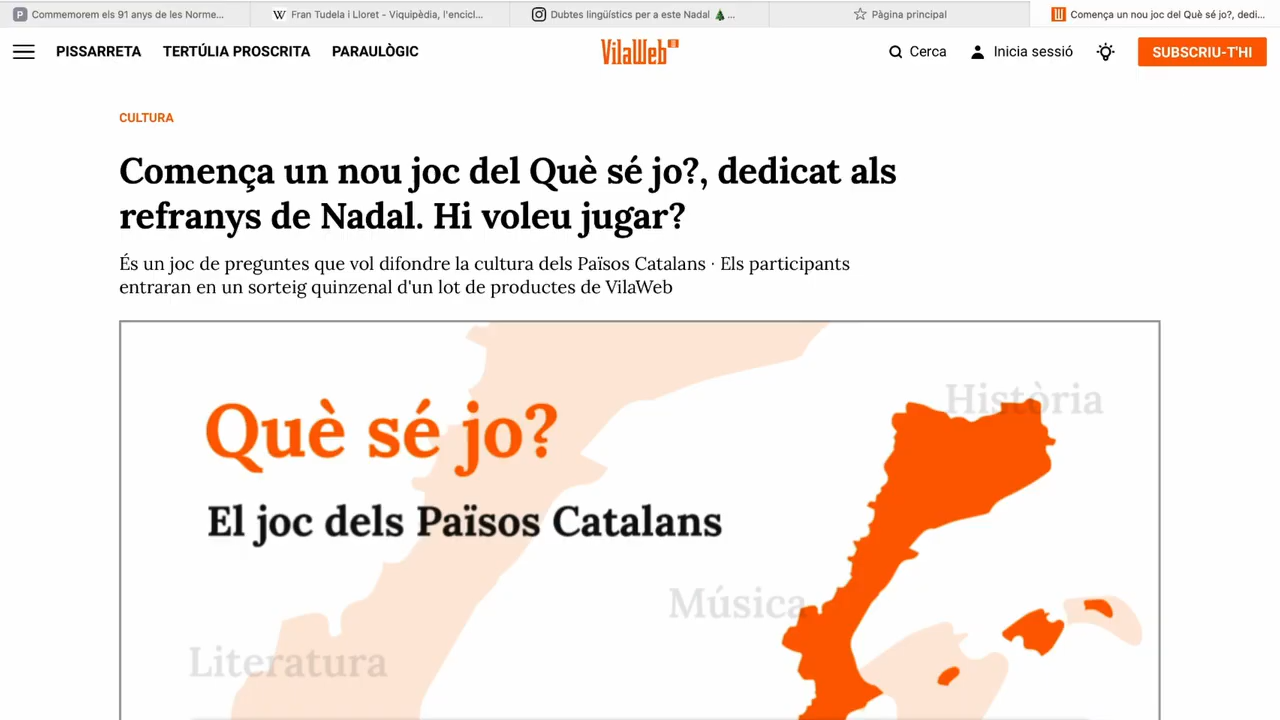 Commemorem els 91 anys de les Norme...
Fran Tudela i Lloret - Viquipèdia, l'encicl...
Dubtes lingüístics per a este Nadal 🎄...
Pàgina principal
Comença un nou joc del Què sé jo?, dedi...
PISSARRETA
TERTÚLIA PROSCRITA
PARAULÒGIC
VilaWeb
Cerca
Inicia sessió
SUBSCRIU-T'HI
CULTURA
Comença un nou joc del Què sé jo?, dedicat als
refranys de Nadal. Hi voleu jugar?
És un joc de preguntes que vol difondre la cultura dels Països Catalans · Els participants
entraran en un sorteig quinzenal d'un lot de productes de VilaWeb
Història
Què sé jo?
El joc dels Països Catalans
Música
Literatura